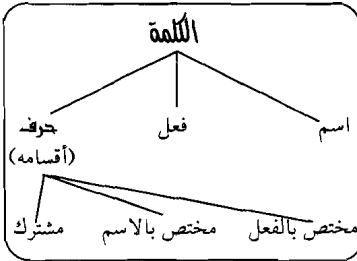 الكلمة
اسم فعل حرف
(أقسامه)
مختص بالفعل مختص بالاسم مشترك